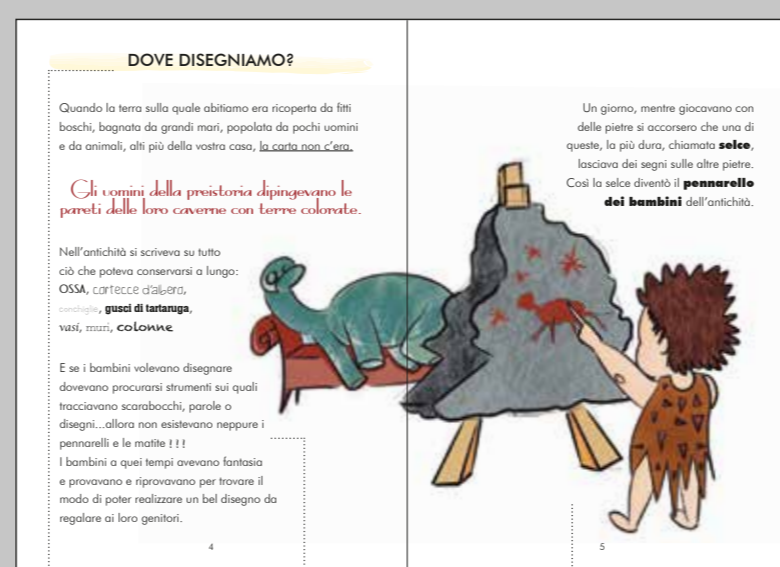 DOVE DISEGNIAMO?
Quando la terra sulla quale abitiamo era ricoperta da fitti
boschi, bagnata da grandi mari, popolata da pochi uomini
e da animali, alti più della vostra casa, la carta non c'era.
Gli uomini della preistoria dipingevano le
pareti delle loro caverne con terre colorate.
Nell'antichità si scriveva su tutto
ciò che poteva conservarsi a lungo:
OSSA, cortecce d'albero,
conchiglie, gusci di tartaruga,
vasi, muri, colonne
E se i bambini volevano disegnare
dovevano procurarsi strumenti sui quali
tracciavano scarabocchi, parole o
disegni...allora non esistevano neppure i
pennarelli e le matite !!!
I bambini a quei tempi avevano fantasia
e provavano e riprovavano per trovare il
modo di poter realizzare un bel disegno da
regalare ai loro genitori.
4
Un giorno, mentre giocavano con
delle pietre si accorsero che una di
queste, la più dura, chiamata selce,
lasciava dei segni sulle altre pietre.
Così la selce diventò il pennarello
dei bambini dell'antichità.
5